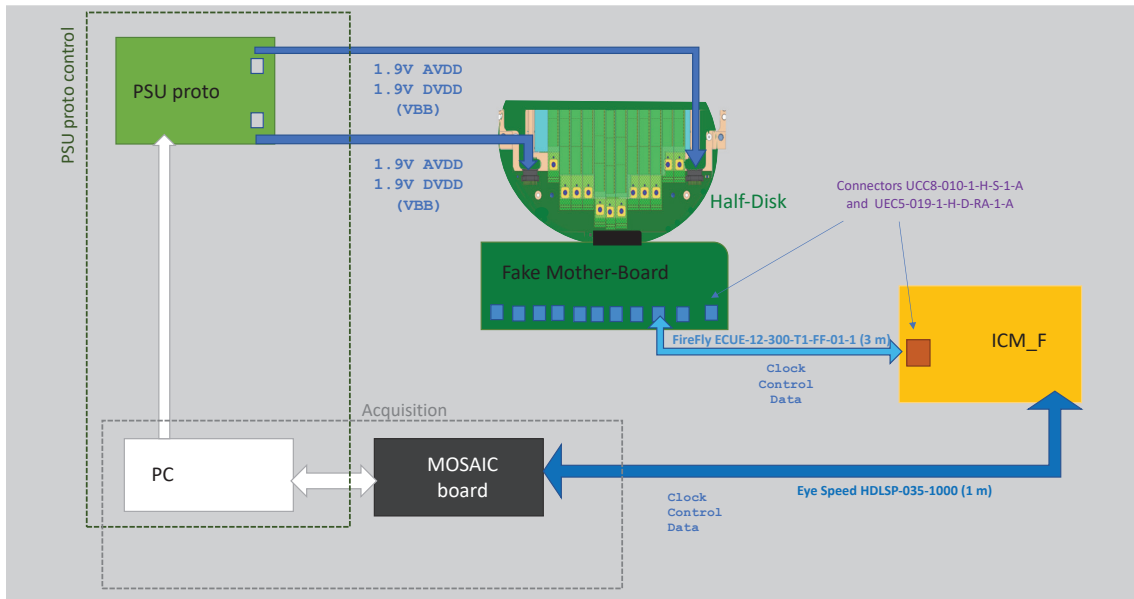 PSU proto control
PSU proto
1.9V AVDD
1.9V DVDD
(VBB)
1.9V AVDD
1.9V DVDD
(VBB)
Half-Disk
Connectors UCC8-010-1-H-S-1-A
and UEC5-019-1-H-D-RA-1-A
Fake Mother-Board
FireFly ECUE-12-300-T1-FF-01-1 (3 m)
Clock
Control
Data
ICM_F
Acquisition
PC
MOSAIC
board
Eye Speed HDLSP-035-1000 (1 m)
Clock
Control
Data